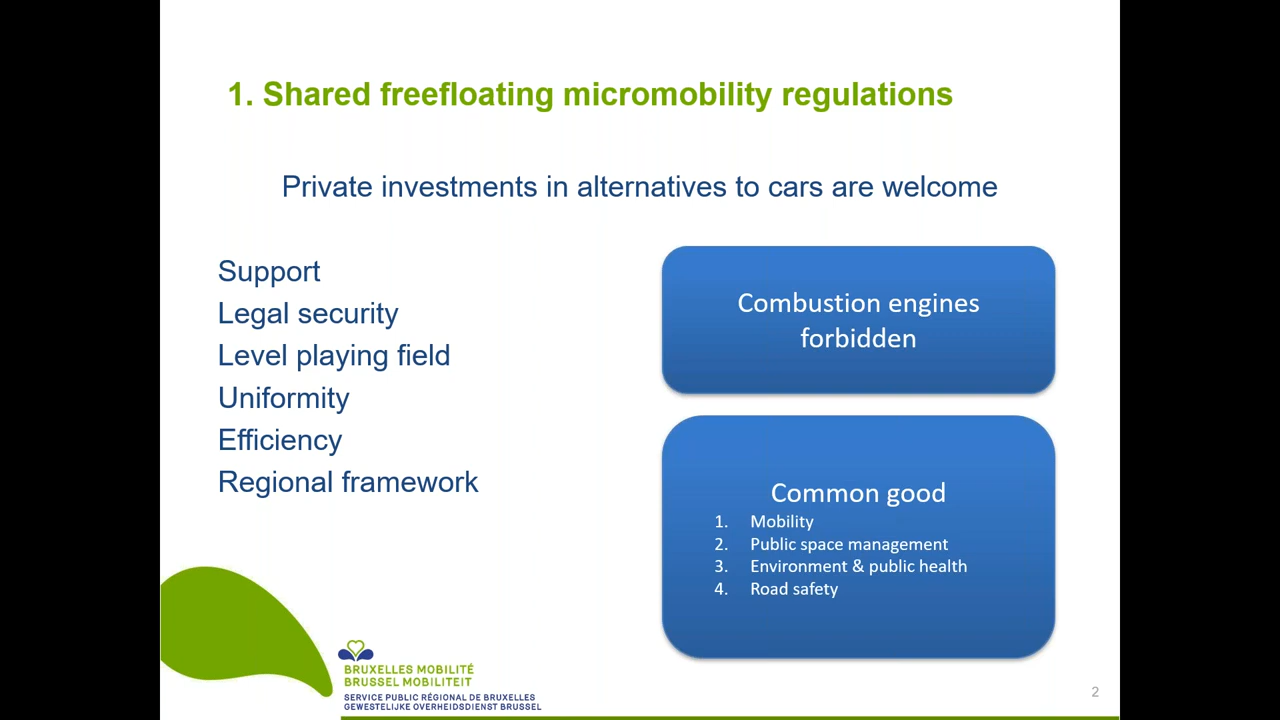 1. Shared freefloating micromobility regulations
Private investments in alternatives to cars are welcome
Support
Legal security
Level playing field
Uniformity
Efficiency
Regional framework
Combustion engines
forbidden
Common good
1. Mobility
2. Public space management
3. Environment & public health
4. Road safety
BRUXELLES MOBILITÉ
BRUSSEL MOBILITEIT
SERVICE PUBLIC RÉGIONAL DE BRUXELLES
GEWESTELIJKE OVERHEIDSDIENST BRUSSEL
2